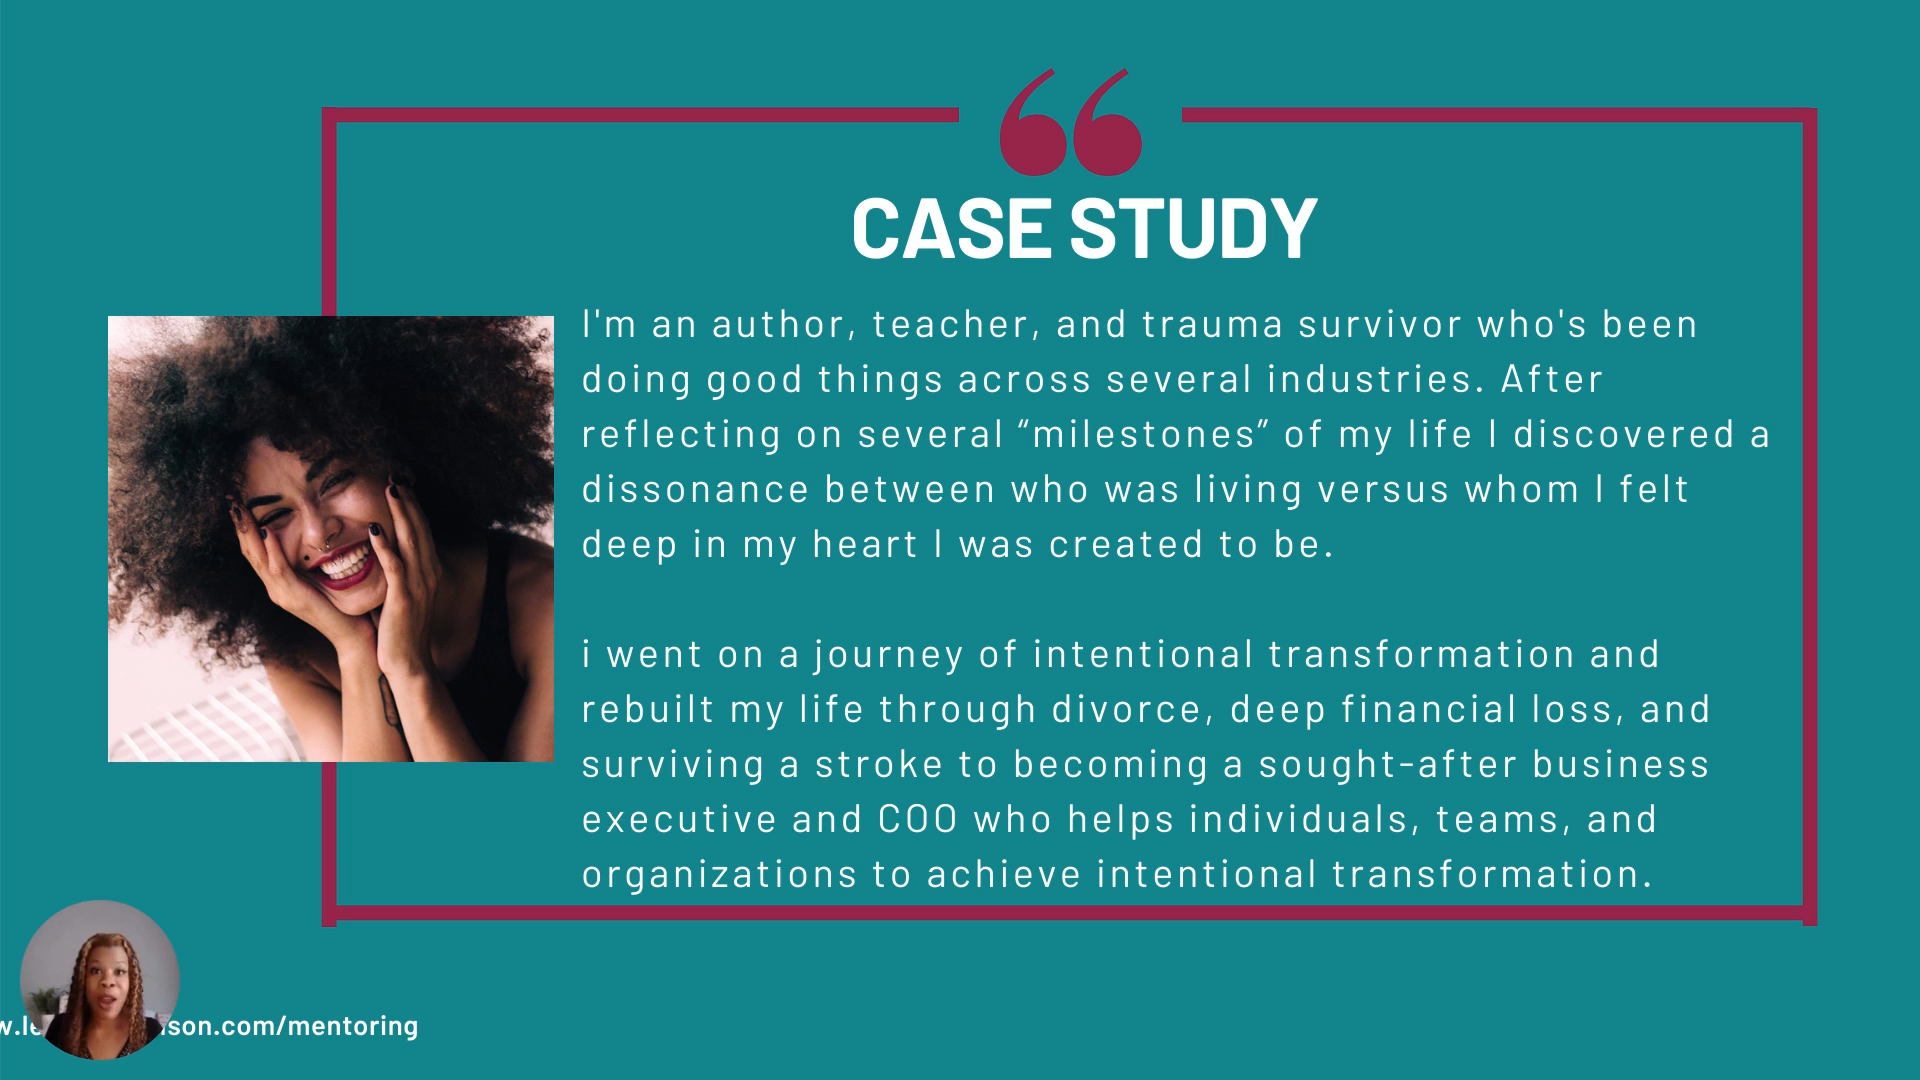 CASE STUDY
I'm an author, teacher, and trauma survivor who's been
doing good things across several industries. After
reflecting on several “milestones” of my life I discovered a
dissonance between who was living versus whom I felt
deep in my heart I was created to be.
i went on a journey of intentional transformation and
rebuilt my life through divorce, deep financial loss, and
surviving a stroke to becoming a sought-after business
executive and COO who helps individuals, teams, and
organizations to achieve intentional transformation.
son.com/mentoring